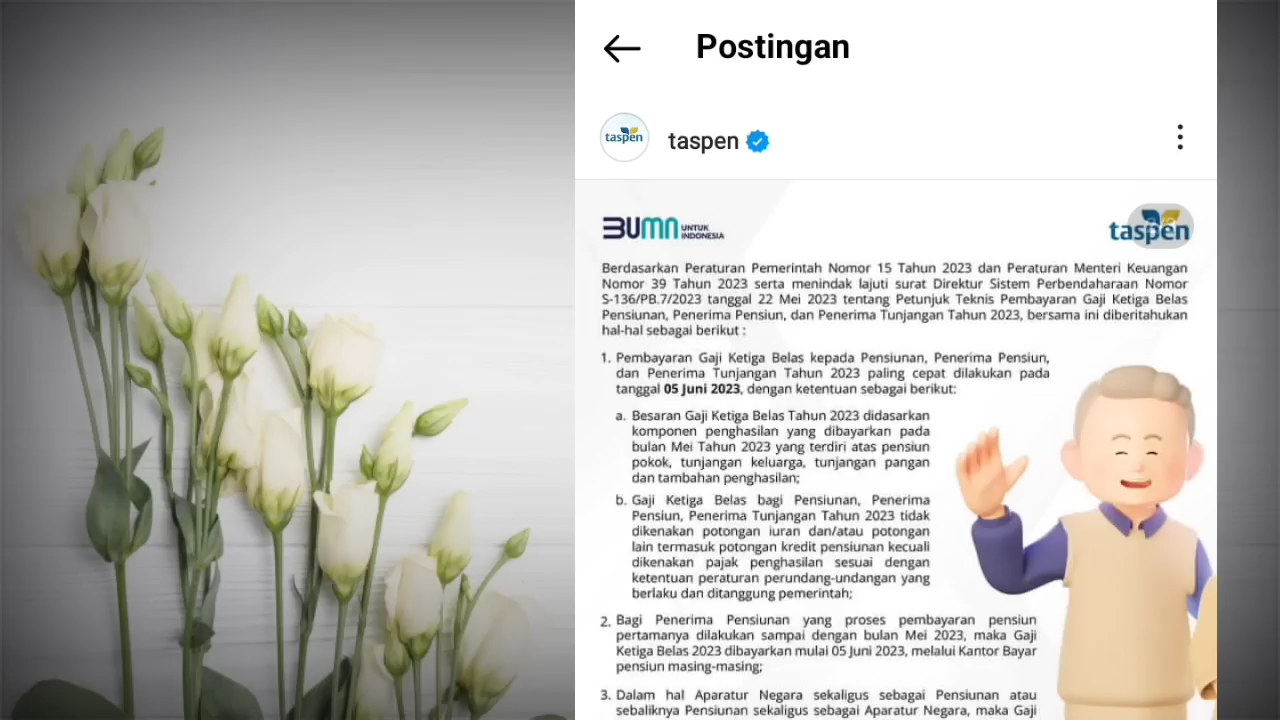 Postingan
taspen
taspen
BUMN UNTUK
INDONESIA
taspen
Berdasarkan Peraturan Pemerintah Nomor 15 Tahun 2023 dan Peraturan Menteri Keuangan
Nomor 39 Tahun 2023 serta menindak lajuti surat Direktur Sistem Perbendaharaan Nomor
S-136/PB.7/2023 tanggal 22 Mei 2023 tentang Petunjuk Teknis Pembayaran Gaji Ketiga Belas
Pensiunan, Penerima Pensiun, dan Penerima Tunjangan Tahun 2023, bersama ini diberitahukan
hal-hal sebagai berikut :
1. Pembayaran Gaji Ketiga Belas kepada Pensiunan, Penerima Pensiun,
dan Penerima Tunjangan Tahun 2023 paling cepat dilakukan pada
tanggal 05 Juni 2023, dengan ketentuan sebagai berikut:
a. Besaran Gaji Ketiga Belas Tahun 2023 didasarkan
komponen penghasilan yang dibayarkan pada
bulan Mei Tahun 2023 yang terdiri atas pensiun
pokok, tunjangan keluarga, tunjangan pangan
dan tambahan penghasilan;
b. Gaji Ketiga Belas bagi Pensiunan, Penerima
Pensiun, Penerima Tunjangan Tahun 2023 tidak
dikenakan potongan iuran dan/atau potongan
lain termasuk potongan kredit pensiunan kecuali
dikenakan pajak penghasilan sesuai dengan
ketentuan peraturan perundang-undangan yang
berlaku dan ditanggung pemerintah;
2. Bagi Penerima Pensiunan yang proses pembayaran pensiun
pertamanya dilakukan sampai dengan bulan Mei 2023, maka Gaji
Ketiga Belas 2023 dibayarkan mulai 05 Juni 2023, melalui Kantor Bayar
pensiun masing-masing;
3. Dalam hal Aparatur Negara sekaligus sebagai Pensiunan atau
sebaliknya Pensiunan sekaligus sebagai Aparatur Negara, maka Gaji